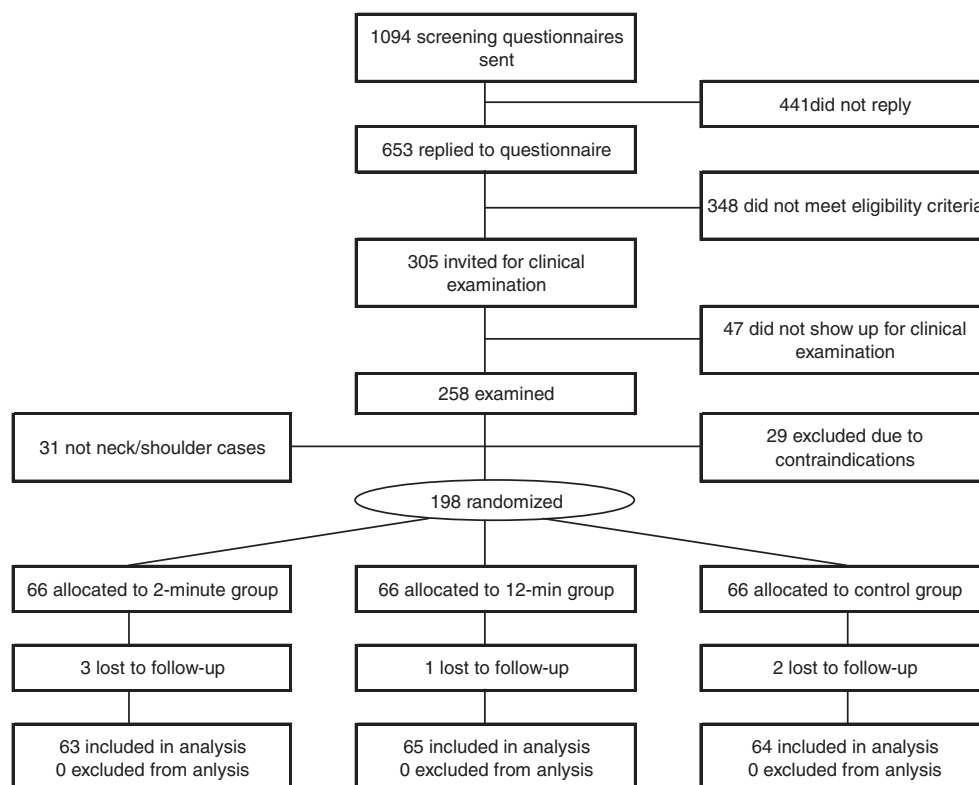 1094 screening questionnaires
sent
441did not reply
653 replied to questionnaire
348 did not meet eligibility criteria
305 invited for clinical
examination
47 did not show up for clinical
examination
258 examined
31 not neck/shoulder cases
29 excluded due to
contraindications
198 randomized
66 allocated to 2-minute group
66 allocated to 12-min group
66 allocated to control group
3 lost to follow-up
1 lost to follow-up
2 lost to follow-up
63 included in analysis
0 excluded from anlysis
65 included in analysis
0 excluded from anlysis
64 included in analysis
0 excluded from anlysis